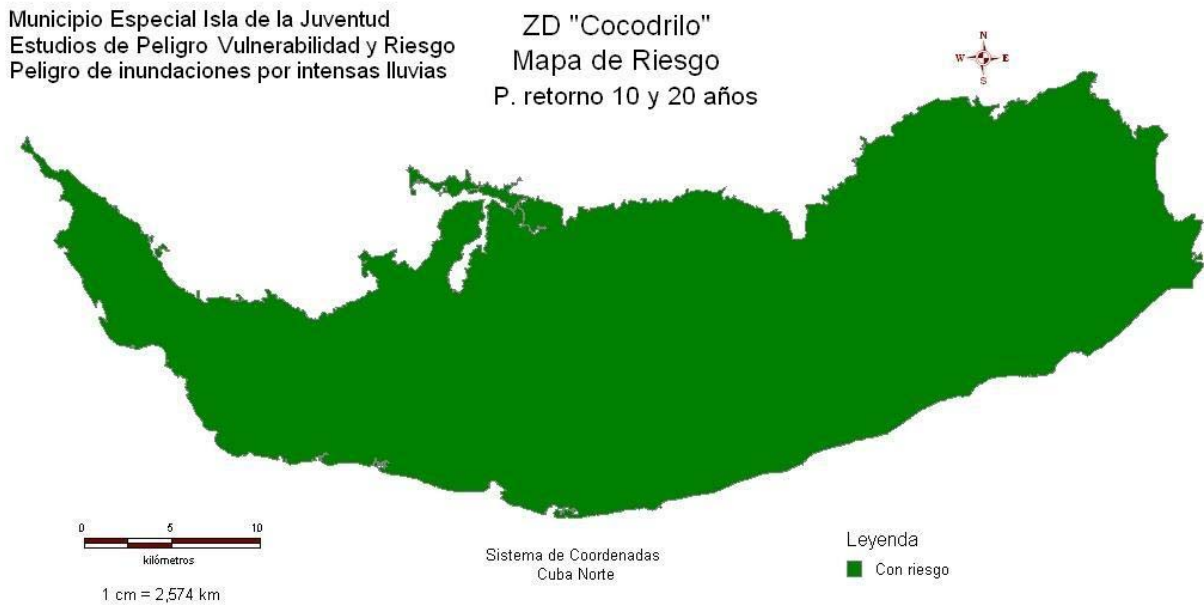 Municipio Especial Isla de la Juventud
Estudios de Peligro Vulnerabilidad y Riesgo
Peligro de inundaciones por intensas lluvias
ZD "Cocodrilo"
Mapa de Riesgo
P. retorno 10 y 20 años
N
W E
S
0 5 10
kilómetros
1 cm = 2,574 km
Sistema de Coordenadas
Cuba Norte
Leyenda
Con riesgo